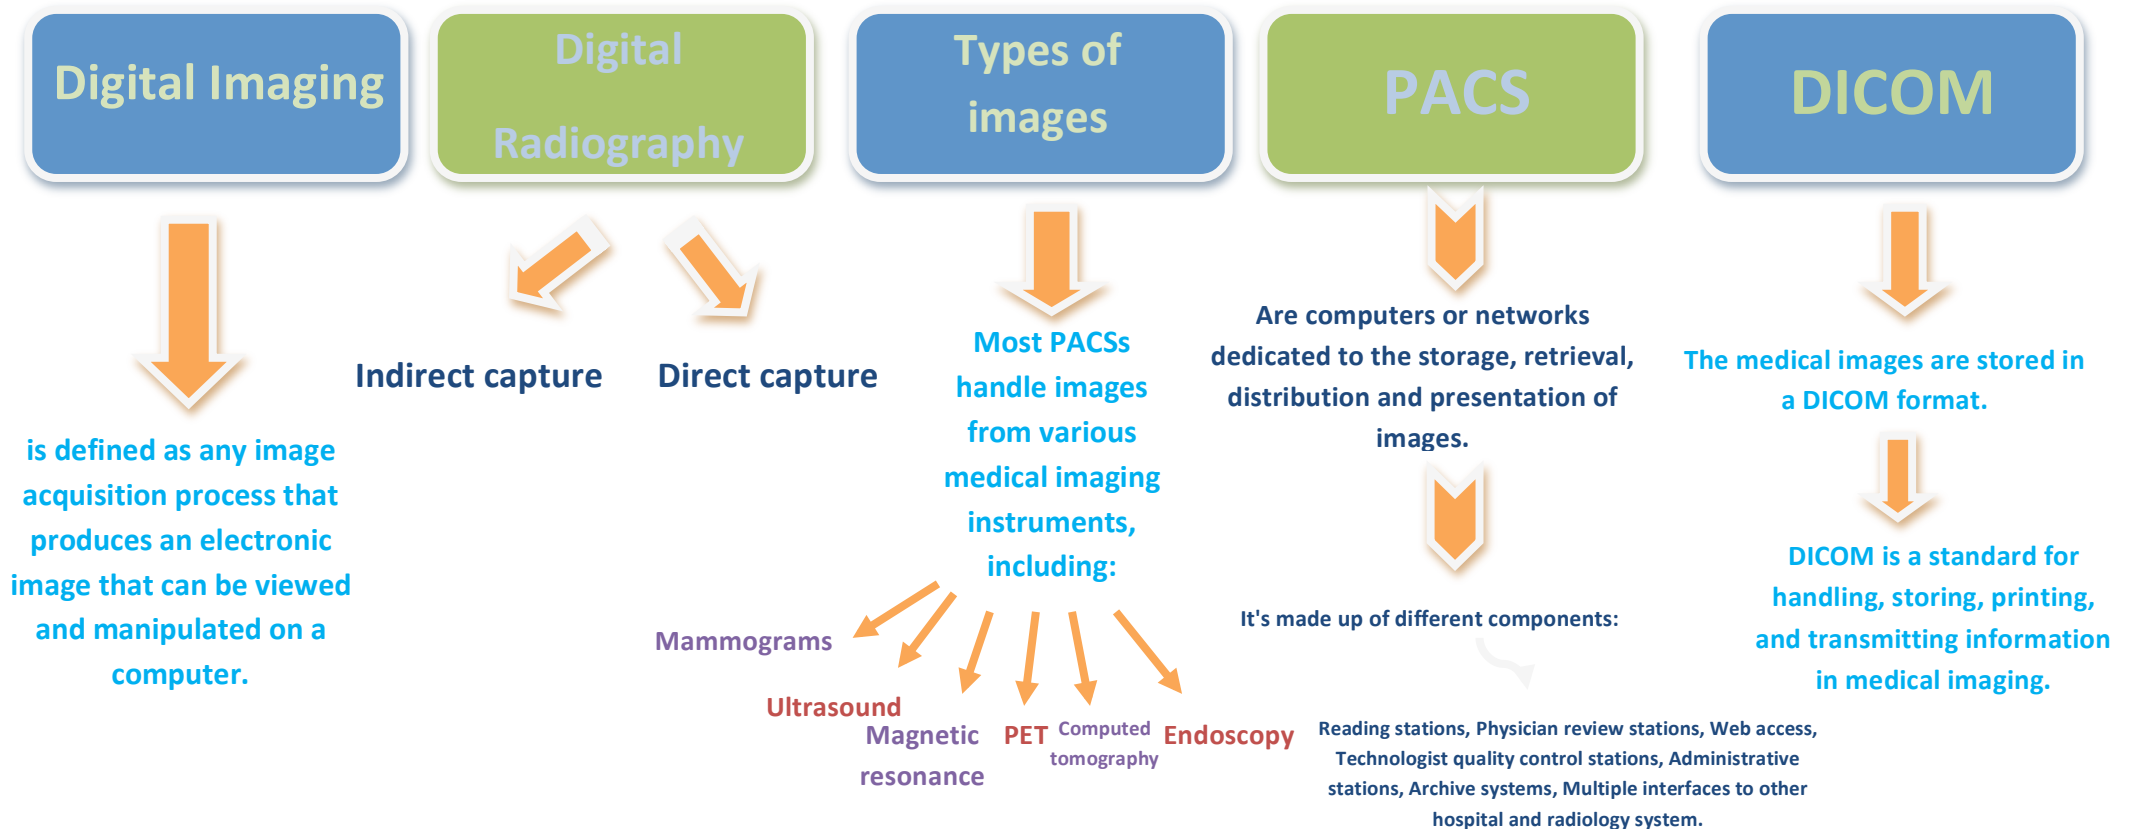 Digital Imaging
is defined as any image
acquisition process that
produces an electronic
image that can be viewed
and manipulated on a
computer.
Digital
Radiography
Indirect capture
Direct capture
Types of
images
Most PACSs
handle images
from various
medical imaging
instruments,
including:
Mammograms
Ultrasound
Magnetic
resonance
PET
Computed
tomography
Endoscopy
PACS
Are computers or networks
dedicated to the storage, retrieval,
distribution and presentation of
images.
It's made up of different components:
Reading stations, Physician review stations, Web access,
Technologist quality control stations, Administrative
stations, Archive systems, Multiple interfaces to other
hospital and radiology system.
DICOM
The medical images are stored in
a DICOM format.
DICOM is a standard for
handling, storing, printing,
and transmitting information
in medical imaging.